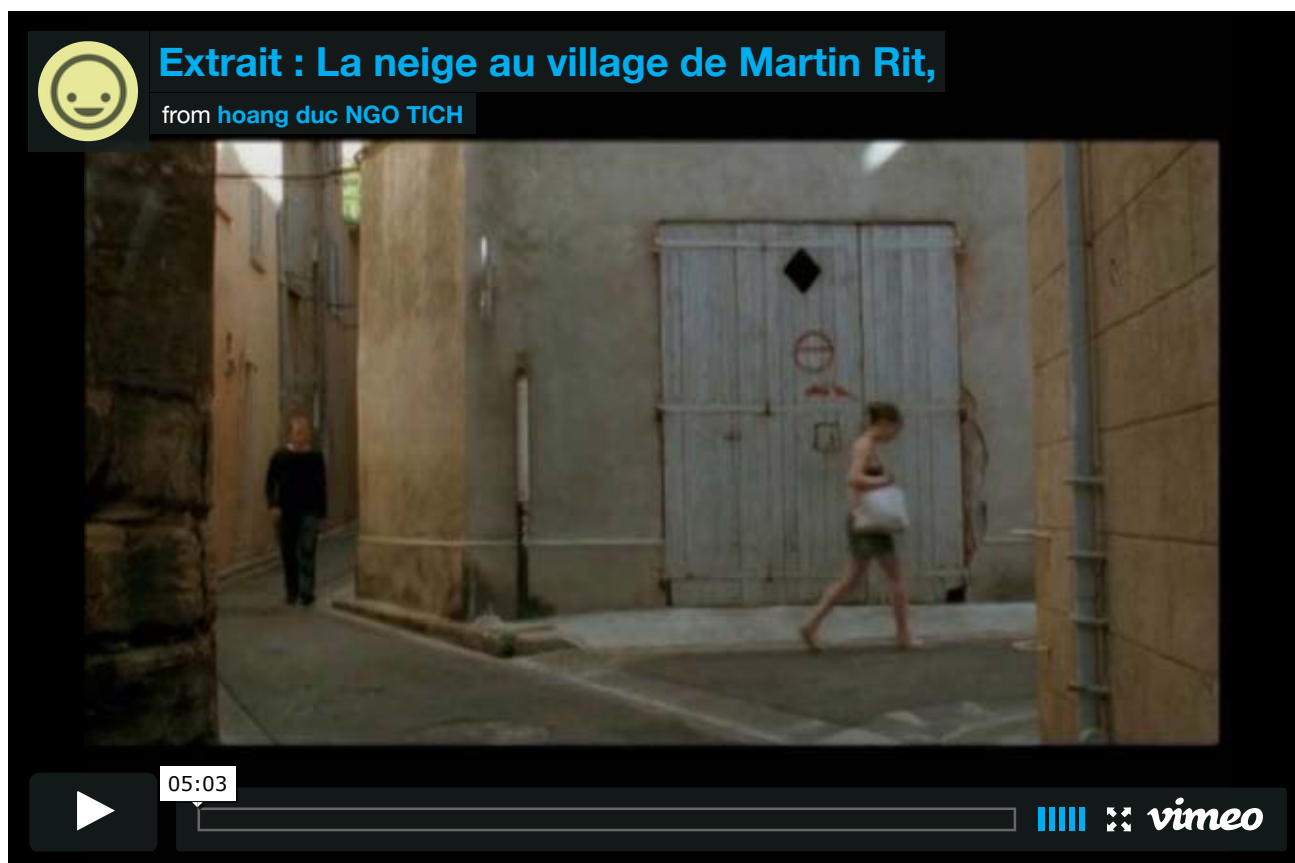 Extrait : La neige au village de Martin Rit,
from hoang duc NGO TICH
05:03
vimeo